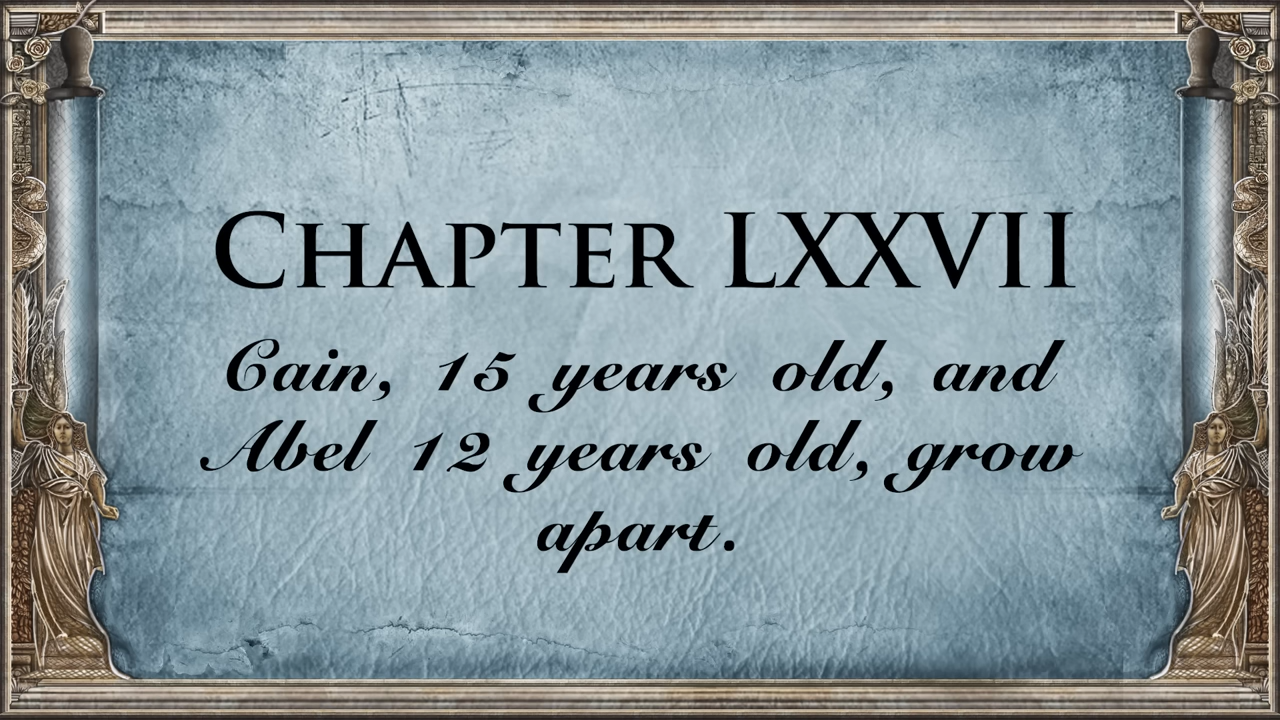 Chapter LXXVII
Cain, 15 years old, and
Abel 12 years old, grow
apart.